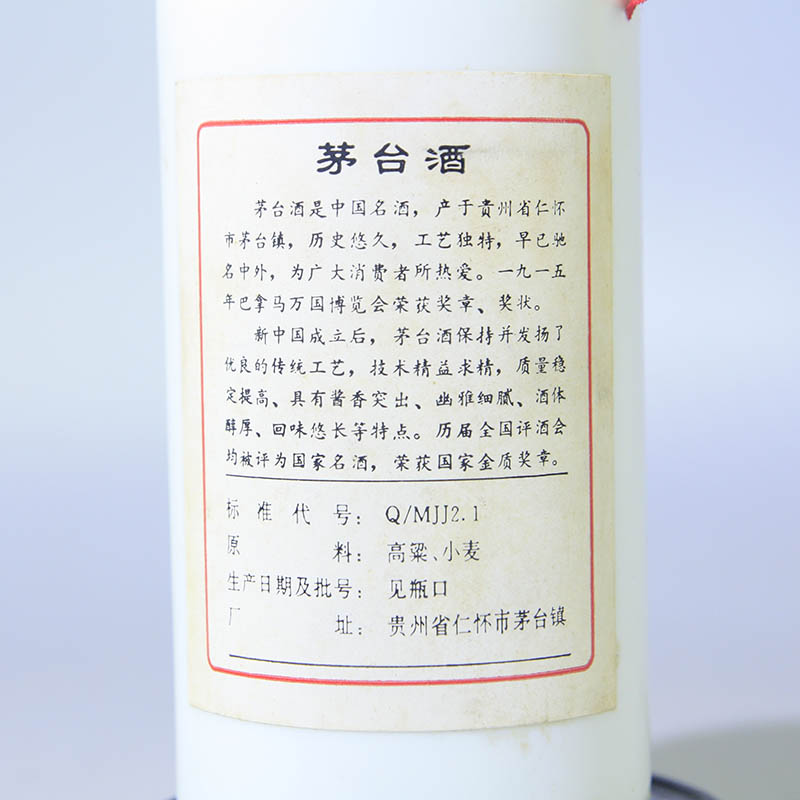 茅台酒
茅台酒是中国名酒，产于贵州省仁怀
市茅台镇，历史悠久，工艺独特，早已驰
名中外，为广大消费者所热爱。一九一五
年巴拿马万国博览会荣获奖章、奖状。
新中国成立后，茅台酒保持并发扬了
优良的传统工艺，技术精益求精，质量稳
定提高、具有酱香突出、幽雅细腻、酒体
醇厚、回味悠长等特点。历届全国评酒会
均被评为国家名酒，荣获国家金质奖章。
标准代号：Q/MJJ2.1
原料：高粱、小麦
生产日期及批号：见瓶口
厂址：贵州省仁怀市茅台镇